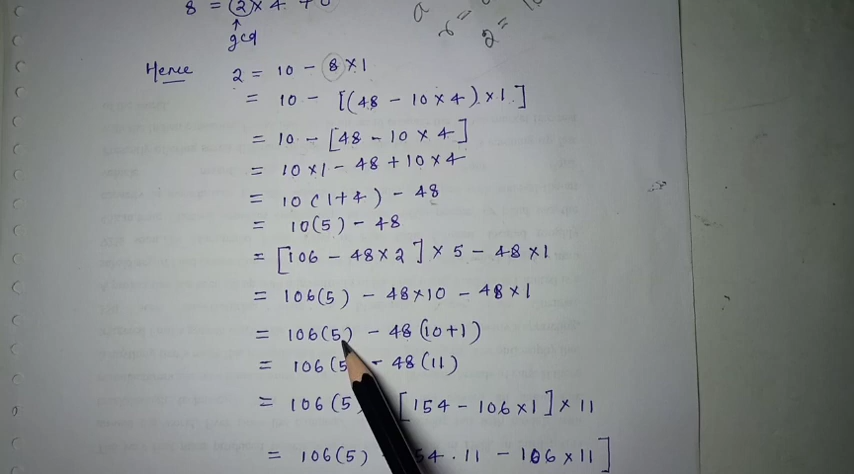 8 = 2 × 4 + 0
↑
gcd
Hence 2 = 10 - 8 × 1
= 10 - [(48 - 10 × 4) × 1]
= 10 - [48 - 10 × 4]
= 10 × 1 - 48 + 10 × 4
= 10 (1+4) - 48
= 10(5) - 48
= [106 - 48 × 2] × 5 - 48 × 1
= 106(5) - 48×10 - 48×1
= 106(5) - 48(10+1)
= 106(5 - 48(11)
= 106(5 [154 - 106×1] × 11
= 106(5) 54 . 11 - 106 × 11]